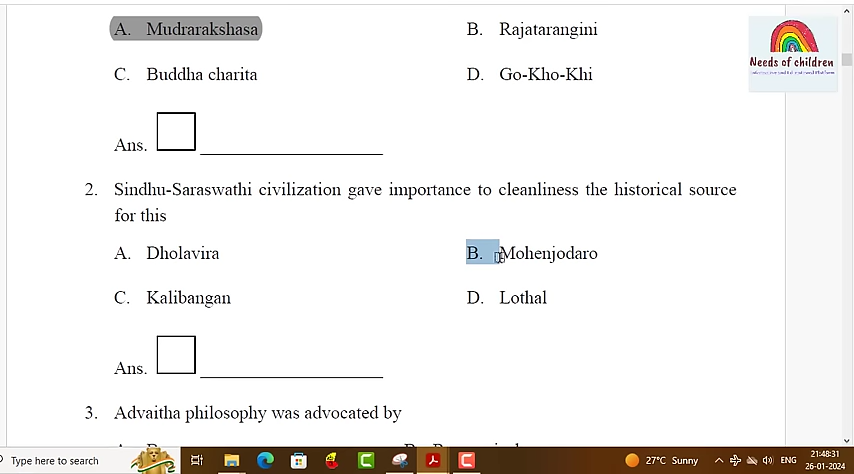 A. Mudrarakshasa B. Rajatarangini
C. Buddha charita D. Go-Kho-Khi
Needs of children
Ans.
2. Sindhu-Saraswathi civilization gave importance to cleanliness the historical source
for this
A. Dholavira B. Mohenjodaro
C. Kalibangan D. Lothal
Ans.
3. Advaitha philosophy was advocated by
Type here to search
27°C Sunny
ENG
21:48:31
26-01-2024